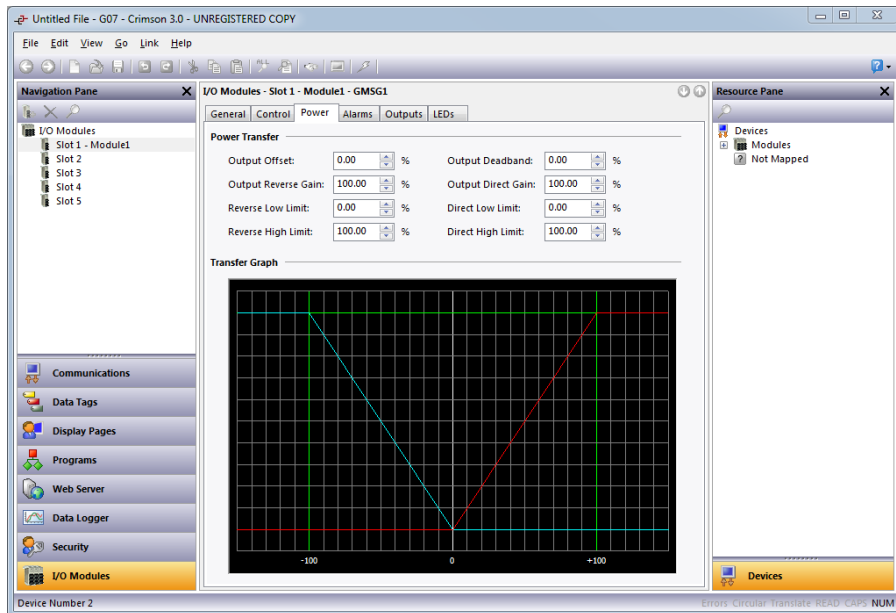 Untitled File - G07 - Crimson 3.0 - UNREGISTERED COPY
File Edit View Go Link Help
Navigation Pane
I/O Modules
Slot 1 - Module1
Slot 2
Slot 3
Slot 4
Slot 5
Communications
Data Tags
Display Pages
Programs
Web Server
Data Logger
Security
I/O Modules
I/O Modules - Slot 1 - Module1 - GMSG1
General Control Power Alarms Outputs LEDs
Power Transfer
Output Offset: 0.00 % Output Deadband: 0.00 %
Output Reverse Gain: 100.00 % Output Direct Gain: 100.00 %
Reverse Low Limit: 0.00 % Direct Low Limit: 0.00 %
Reverse High Limit: 100.00 % Direct High Limit: 100.00 %
Transfer Graph
-100 0 +100
Resource Pane
Devices
Modules
Not Mapped
Devices
Device Number 2 Errors Circular Translate READ CAPS NUM